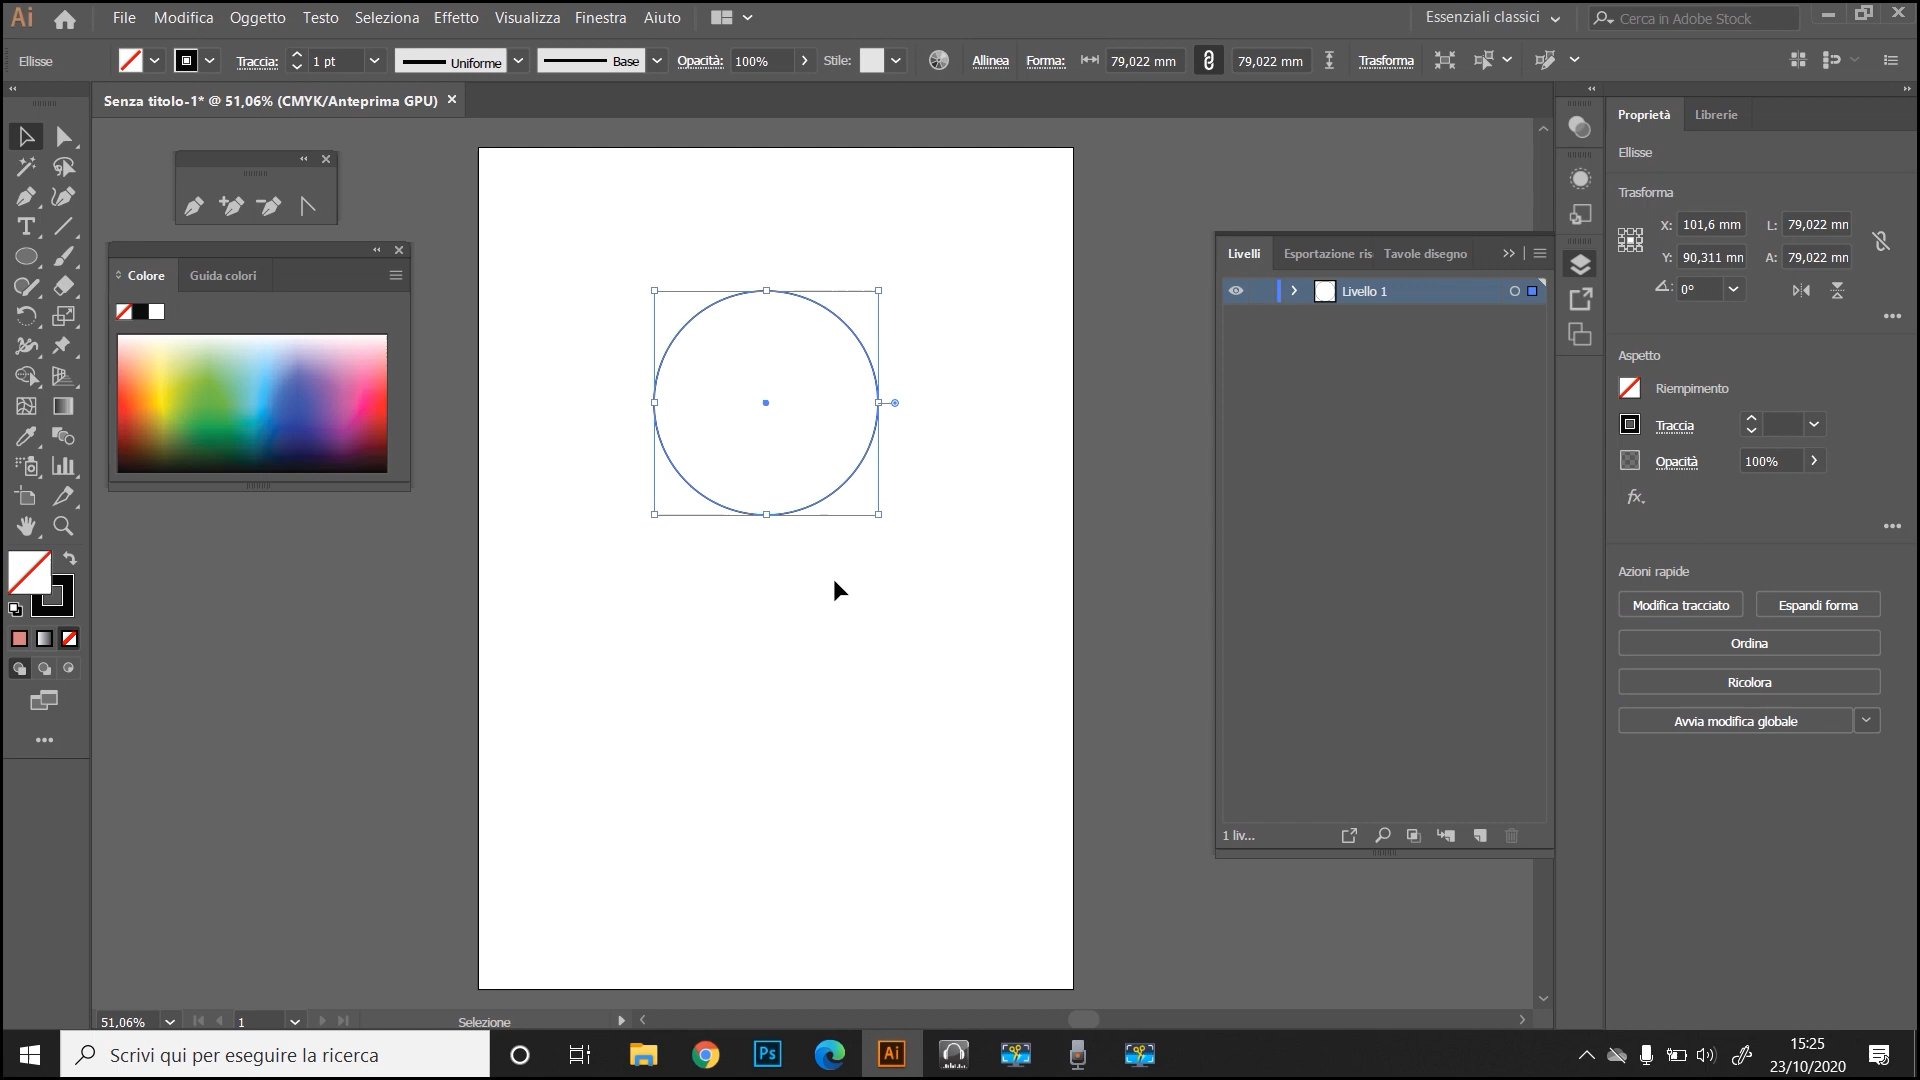 Ai File Modifica Oggetto Testo Seleziona Effetto Visualizza Finestra Aiuto Essenziali classici Cerca in Adobe Stock
Ellisse Traccia: 1 pt Uniforme Base Opacità: 100% Stile: Allinea Forma: 79,022 mm 79,022 mm Trasforma
Senza titolo-1* @ 51,06% (CMYK/Anteprima GPU)
Colore Guida colori
Livelli Esportazione ris Tavole disegno
Livello 1
1 liv...
Proprietà Librerie
Ellisse
Trasforma
X: 101,6 mm L: 79,022 mm
Y: 90,311 mm A: 79,022 mm
0°
Aspetto
Riempimento
Traccia
Opacità 100%
fx.
Azioni rapide
Modifica tracciato Espandi forma
Ordina
Ricolora
Avvia modifica globale
51,06% 1 Selezione
Scrivi qui per eseguire la ricerca Ps Ai 15:25
23/10/2020